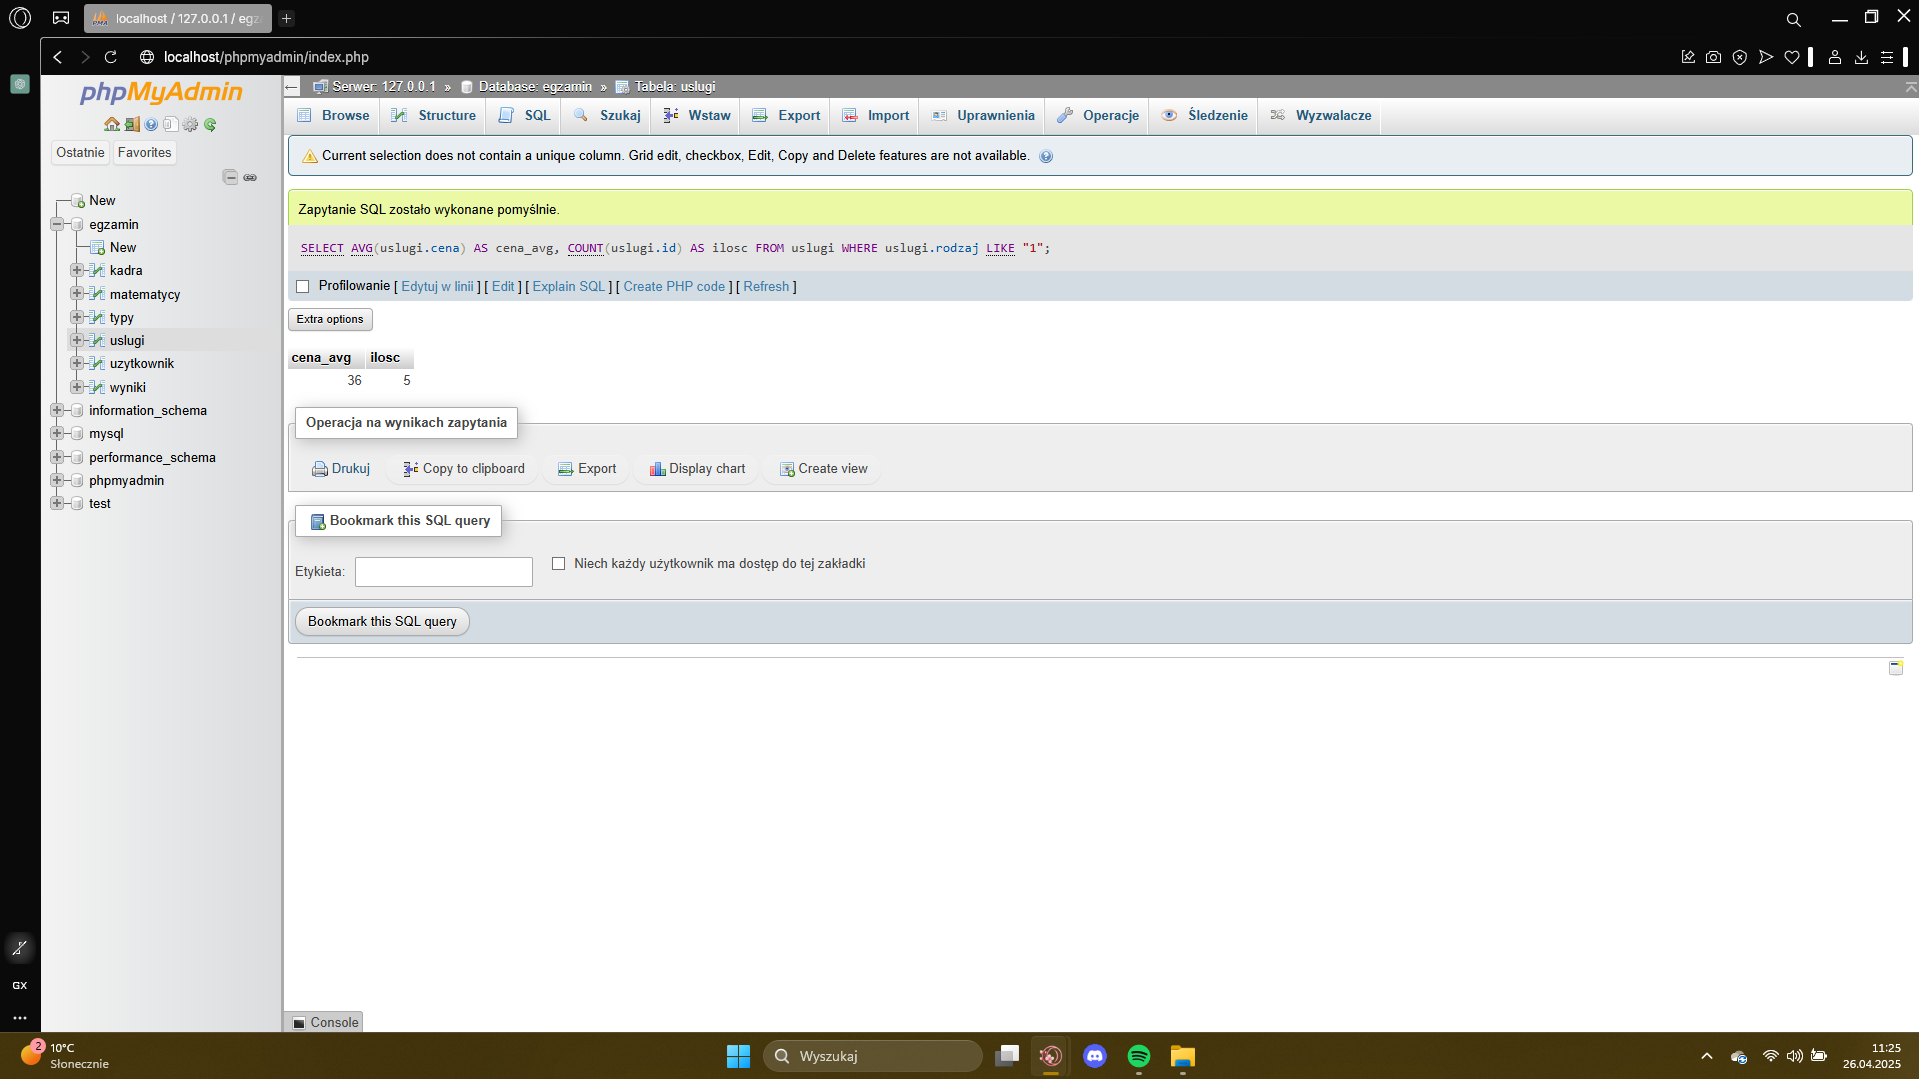 localhost / 127.0.0.1 / egz
localhost/phpmyadmin/index.php
phpMyAdmin
Ostatnie
Favorites
New
egzamin
New
kadra
matematycy
typy
uslugi
uzytkownik
wyniki
information_schema
mysql
performance_schema
phpmyadmin
test
Serwer: 127.0.0.1 » Database: egzamin » Tabela: uslugi
Browse Structure SQL Szukaj Wstaw Export Import Uprawnienia Operacje Śledzenie Wyzwalacze
Current selection does not contain a unique column. Grid edit, checkbox, Edit, Copy and Delete features are not available.
Zapytanie SQL zostało wykonane pomyślnie.
SELECT AVG(uslugi.cena) AS cena_avg, COUNT(uslugi.id) AS ilosc FROM uslugi WHERE uslugi.rodzaj LIKE "1";
Profilowanie [ Edytuj w linii ] [ Edit ] [ Explain SQL ] [ Create PHP code ] [ Refresh ]
Extra options
cena_avg ilosc
36 5
Operacja na wynikach zapytania
Drukuj Copy to clipboard Export Display chart Create view
Bookmark this SQL query
Etykieta:
Niech każdy użytkownik ma dostęp do tej zakładki
Bookmark this SQL query
Console
GX
2
10°C
Słonecznie
Wyszukaj
11:25
26.04.2025